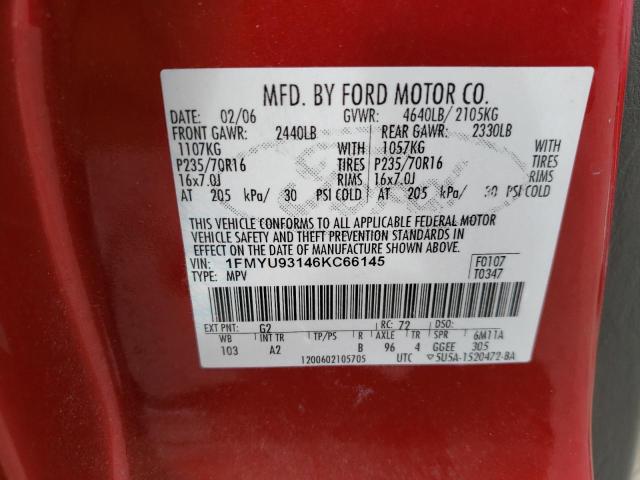 MFD. BY FORD MOTOR CO.
DATE: 02/06 GVWR: 4640LB/ 2105KG
FRONT GAWR: 2440LB REAR GAWR: 2330LB
1107KG WITH 1057KG WITH
P235/70R16 TIRES P235/70R16 TIRES
16x7.0J RIMS 16x7.0J RIMS
AT 205 kPa/ 30 PSI COLD AT 205 kPa/ 30 PSI COLD
THIS VEHICLE CONFORMS TO ALL APPLICABLE FEDERAL MOTOR
VEHICLE SAFETY AND THEFT PREVENTION STANDARDS IN
EFFECT ON THE DATE OF MANUFACTURE SHOWN ABOVE.
VIN: 1FMYU93146KC66145 F0107
TYPE: MPV T0347
EXT PNT: G2 RC: 72 DSO:
WB INT TR TP/PS R AXLE TR SPR 6M11A
103 A2 B 96 4 GGEE 305
1200602105705 UTC 5U5A-1520472-BA